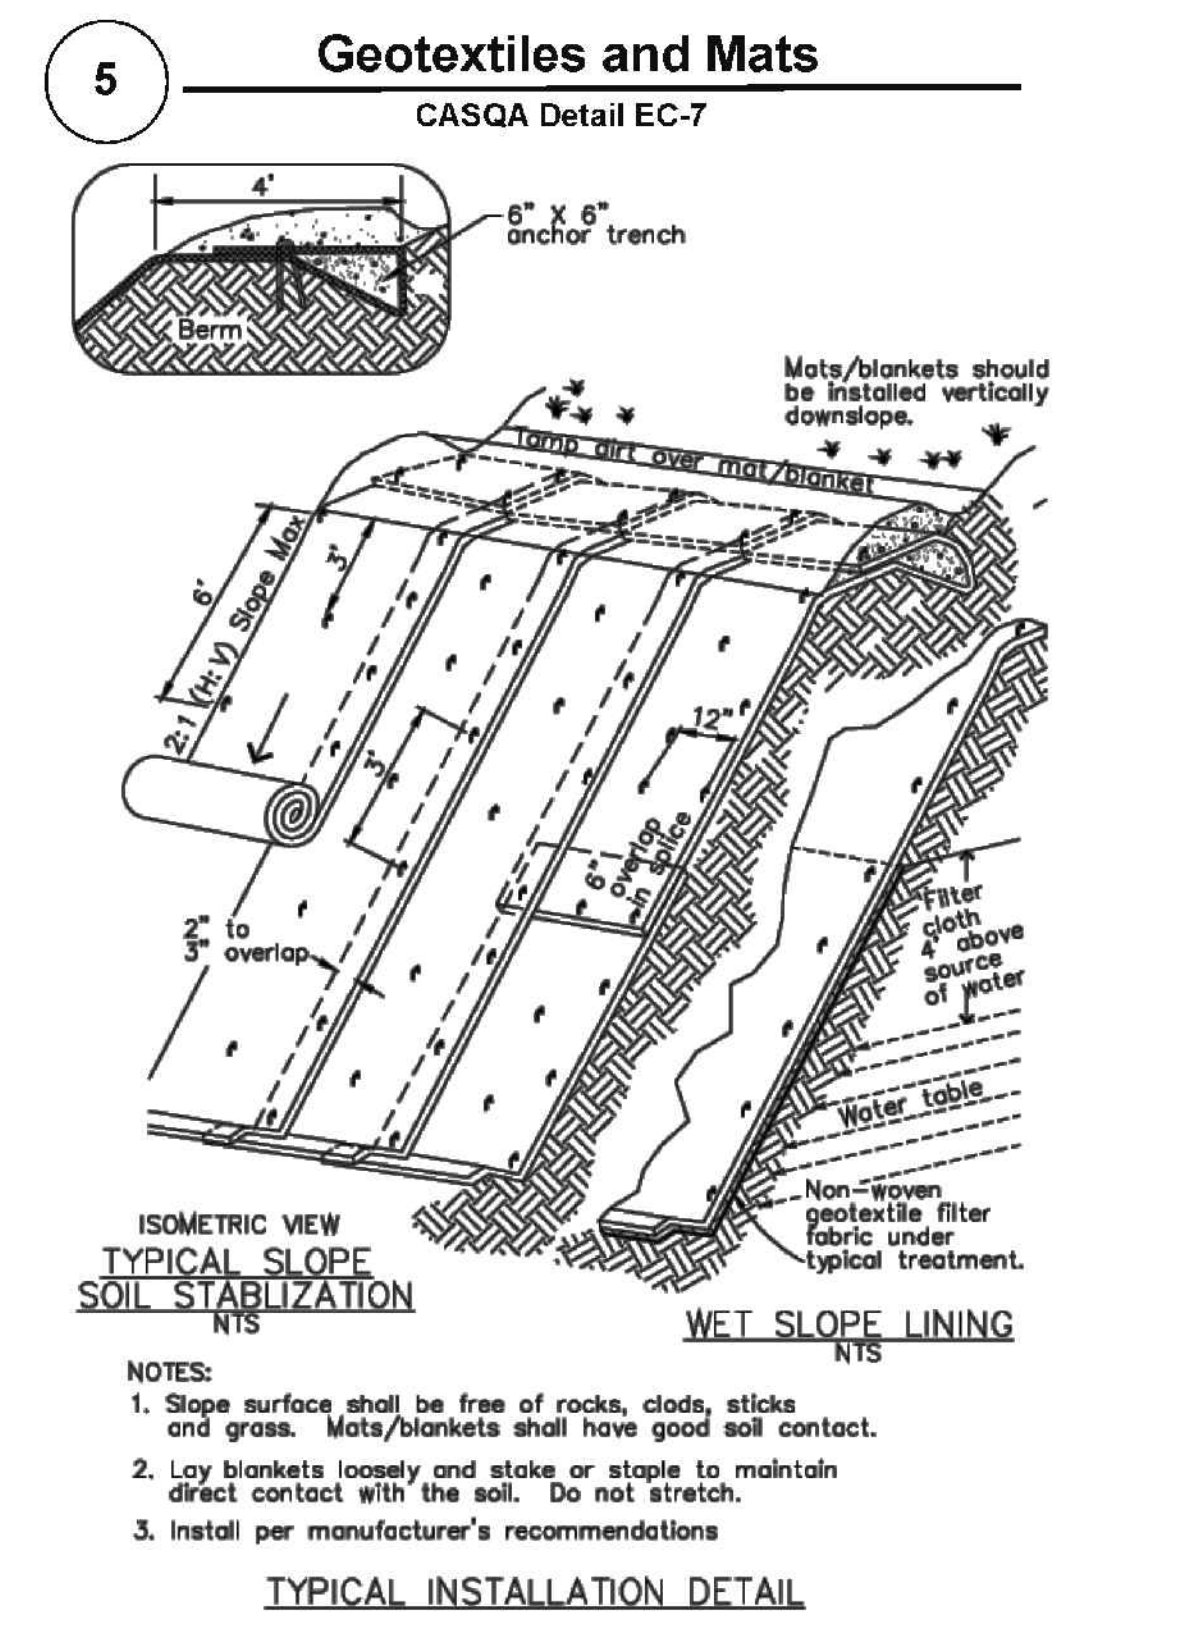 5
Geotextiles and Mats
CASQA Detail EC-7
4'
6" X 6"
anchor trench
Berm
Mats/blankets should
be installed vertically
downslope.
Tamp dirt over mat/blanket
6'
2:1 (H:V) Slope Max
3'
3'
12"
6"
overlap
in splice
2" to
3" overlap
Filter
cloth
4' above
source
of water
Water table
Non-woven
geotextile filter
fabric under
typical treatment.
ISOMETRIC VIEW
TYPICAL SLOPE
SOIL STABLIZATION
NTS
WET SLOPE LINING
NTS
NOTES:
1. Slope surface shall be free of rocks, clods, sticks
and grass. Mats/blankets shall have good soil contact.
2. Lay blankets loosely and stake or staple to maintain
direct contact with the soil. Do not stretch.
3. Install per manufacturer's recommendations
TYPICAL INSTALLATION DETAIL